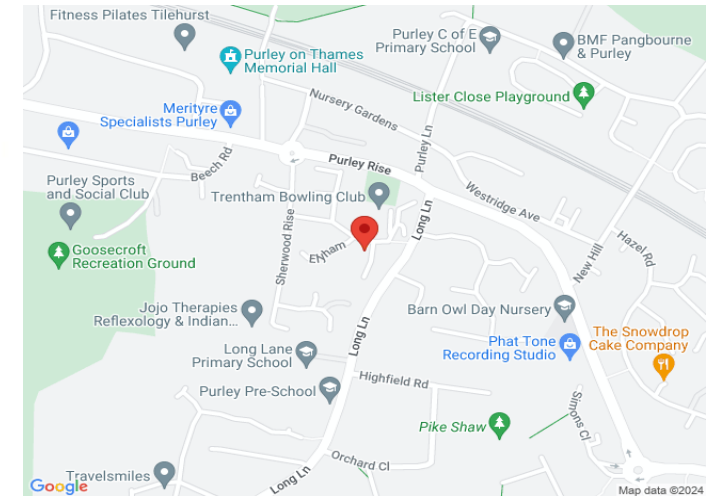 Fitness Pilates Tilehurst
Purley C of E
Primary School
BMF Pangbourne
& Purley
Purley on Thames
Memorial Hall
Lister Close Playground
Nursery Gardens
Merityre
Specialists Purley
Purley Ln
Purley Rise
Beech Rd
Purley Sports
and Social Club
Trentham Bowling Club
Westridge Ave
Long Ln
Hazel Rd
Sherwood Rise
Goosecroft
Recreation Ground
New Hill
Jojo Therapies
Reflexology & Indian...
Barn Owl Day Nursery
Long Ln
Phat Tone
Recording Studio
The Snowdrop
Cake Company
Long Lane
Primary School
Highfield Rd
Purley Pre-School
Simons Cl
Pike Shaw
Orchard Cl
Travelsmiles
Long Ln
Google
Map data ©2024